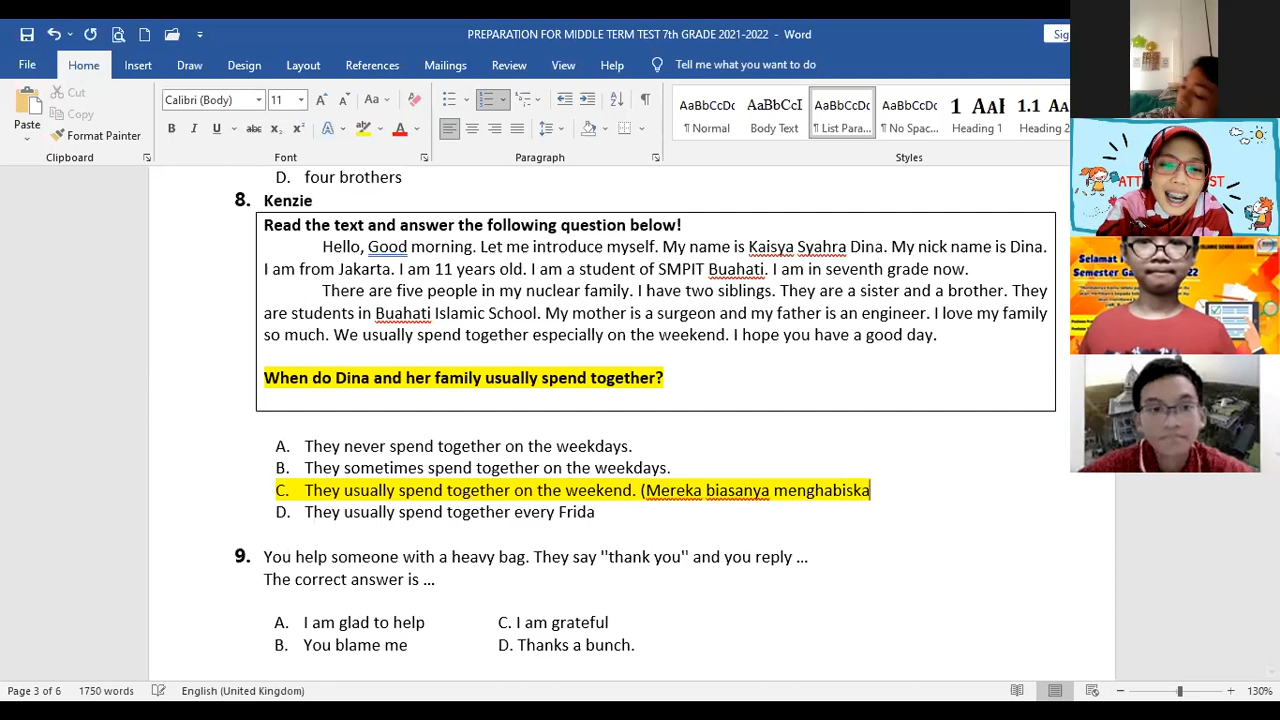 PREPARATION FOR MIDDLE TERM TEST 7th GRADE 2021-2022 - Word
File Home Insert Draw Design Layout References Mailings Review View Help Tell me what you want to do
Paste
Cut
Copy
Format Painter
Clipboard
Calibri (Body) 11
Font
Paragraph
AaBbCcDc AaBbCcI AaBbCcDc AaBbCcDc
¶ Normal Body Text ¶ List Para... ¶ No Spac... Heading 1 Heading 2
Styles
D. four brothers
8. Kenzie
Read the text and answer the following question below!
Hello, Good morning. Let me introduce myself. My name is Kaisya Syahra Dina. My nick name is Dina.
I am from Jakarta. I am 11 years old. I am a student of SMPIT Buahati. I am in seventh grade now.
There are five people in my nuclear family. I have two siblings. They are a sister and a brother. They
are students in Buahati Islamic School. My mother is a surgeon and my father is an engineer. I love my family
so much. We usually spend together especially on the weekend. I hope you have a good day.
When do Dina and her family usually spend together?
A. They never spend together on the weekdays.
B. They sometimes spend together on the weekdays.
C. They usually spend together on the weekend. (Mereka biasanya menghabiska
D. They usually spend together every Frida
9. You help someone with a heavy bag. They say "thank you" and you reply ...
The correct answer is ...
A. I am glad to help C. I am grateful
B. You blame me D. Thanks a bunch.
Page 3 of 6 1750 words English (United Kingdom) 130%